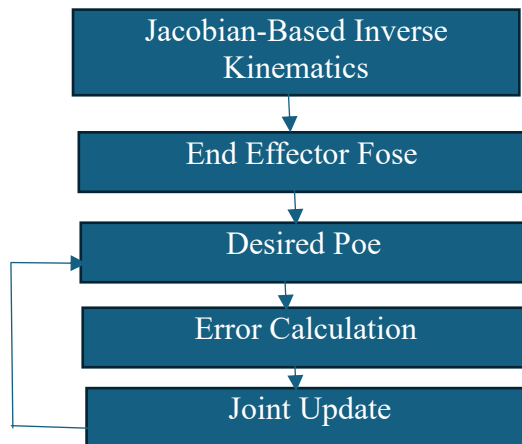 Jacobian-Based Inverse
Kinematics
End Effector Fose
Desired Poe
Error Calculation
Joint Update